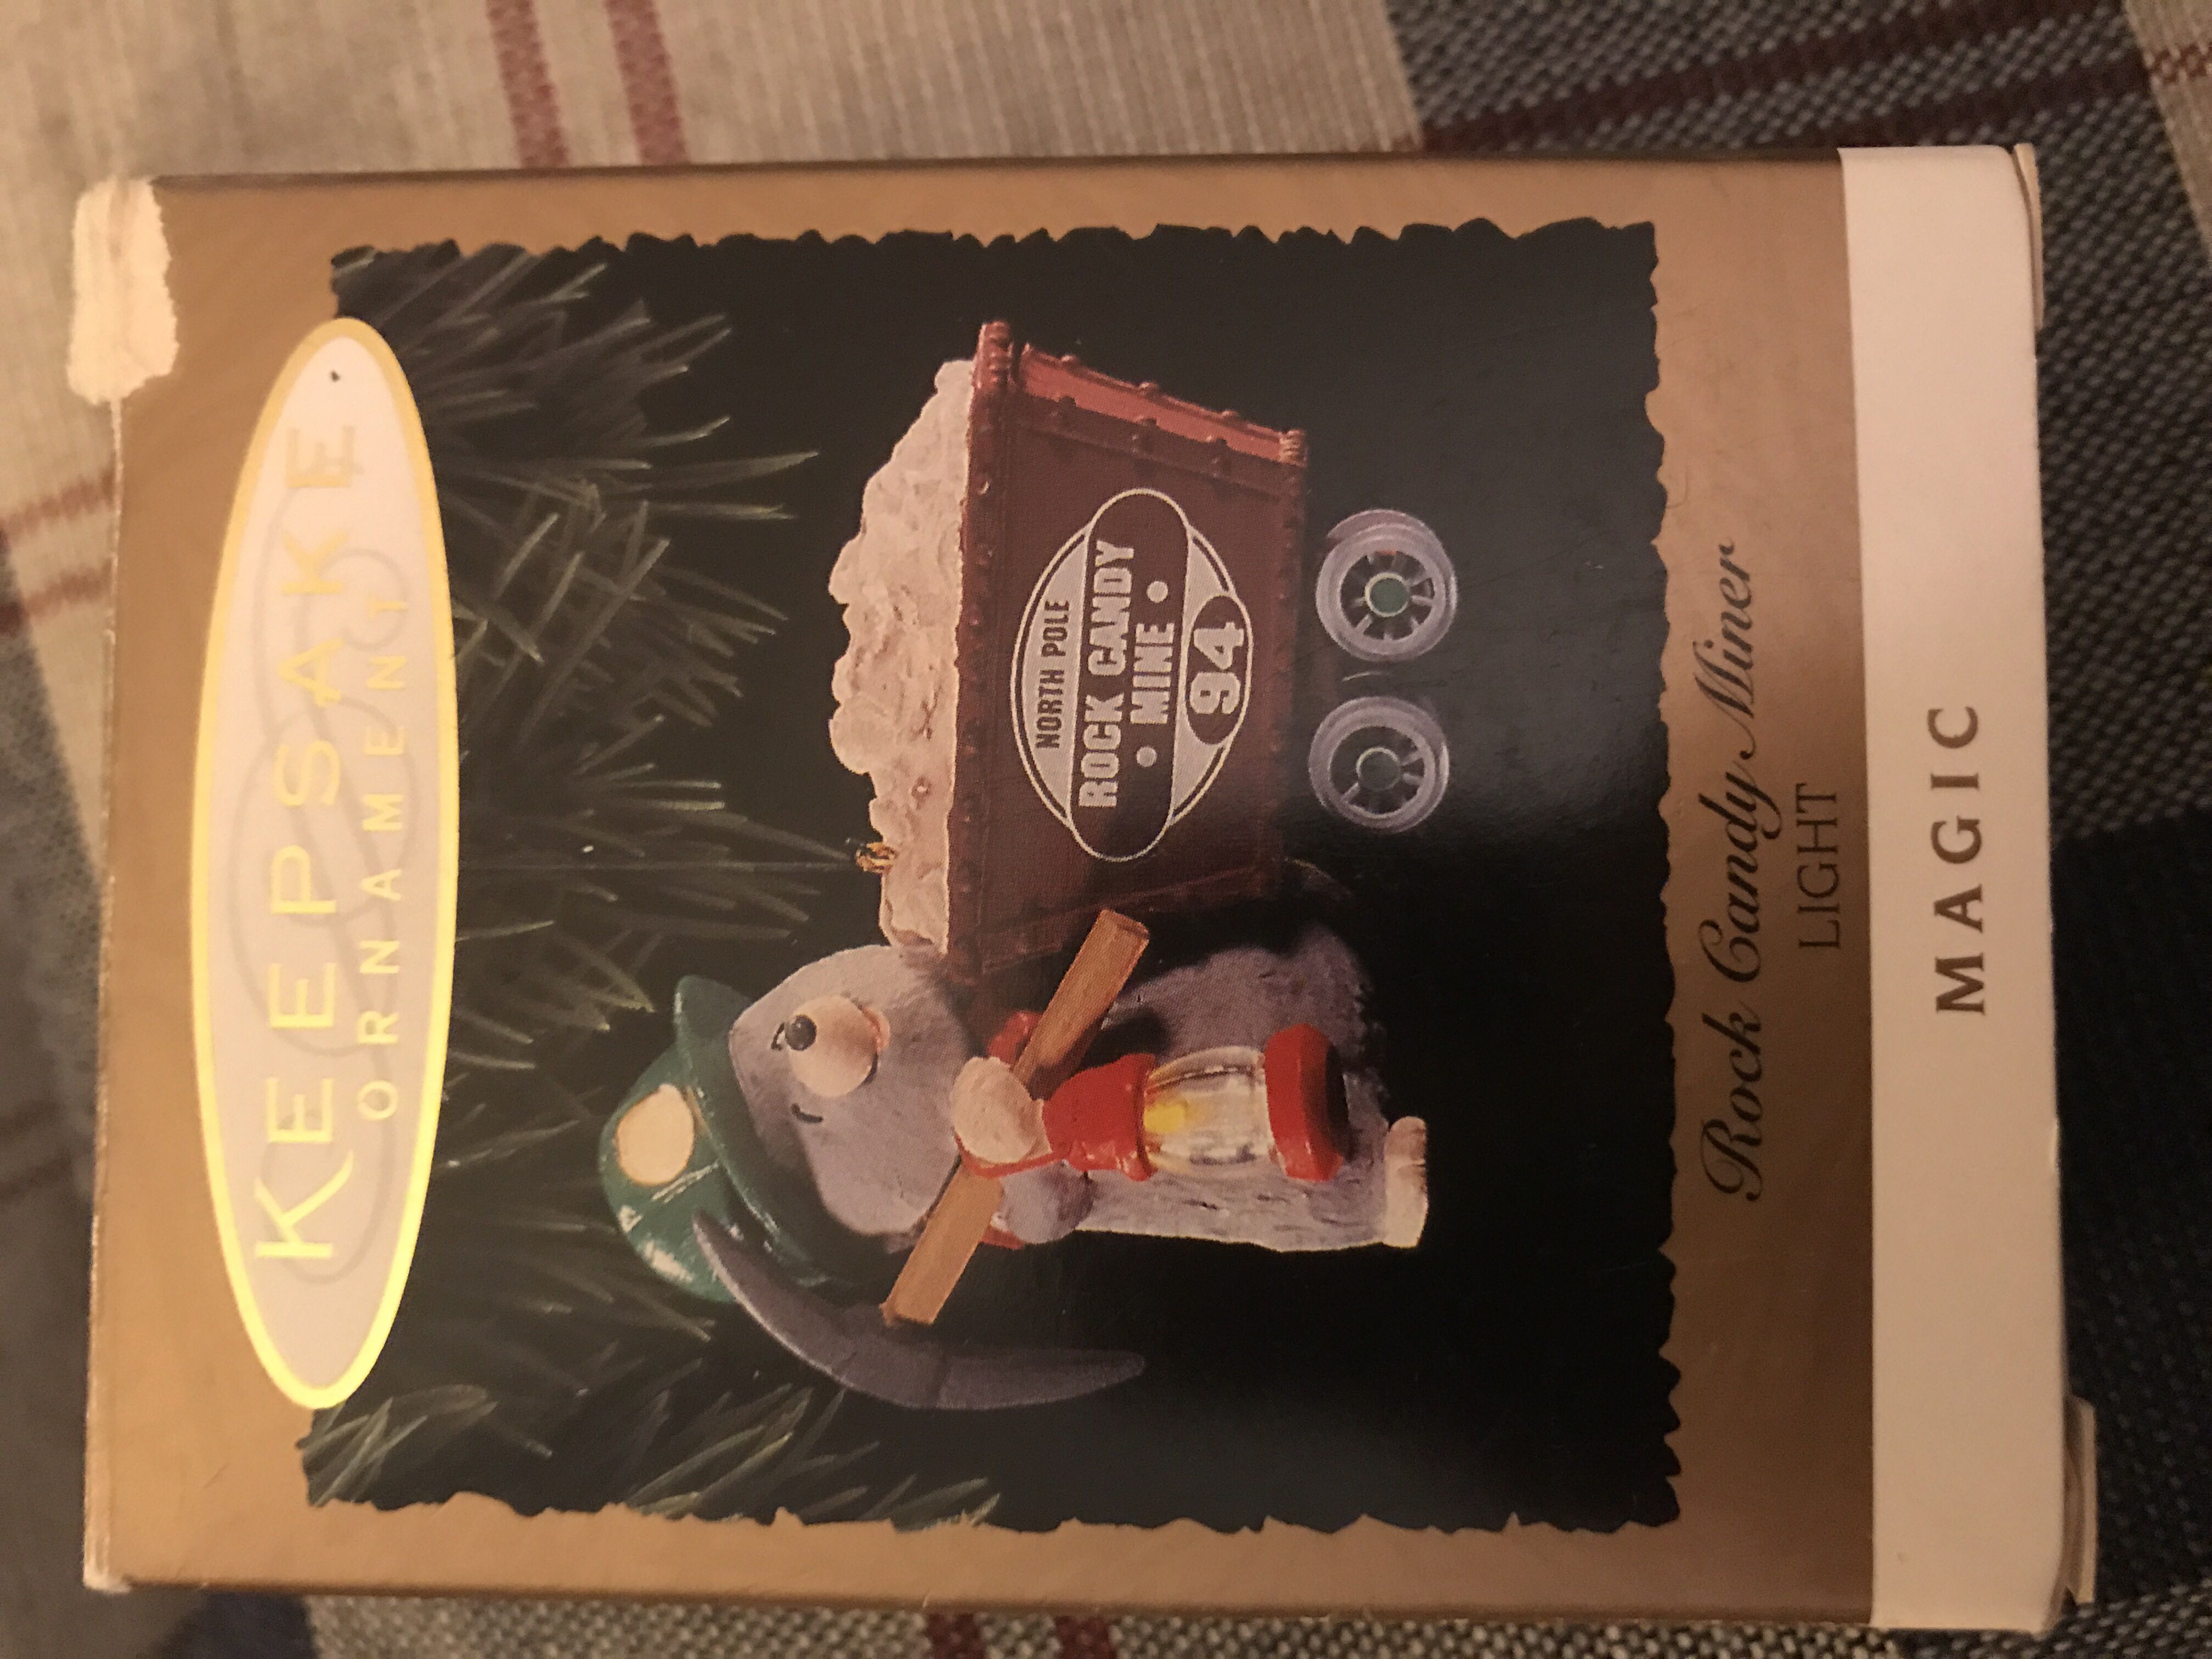 KEEPSAKE
ORNAMENT
NORTH POLE
ROCK CANDY
• MINE •
94
Rock Candy Miner
LIGHT
MAGIC